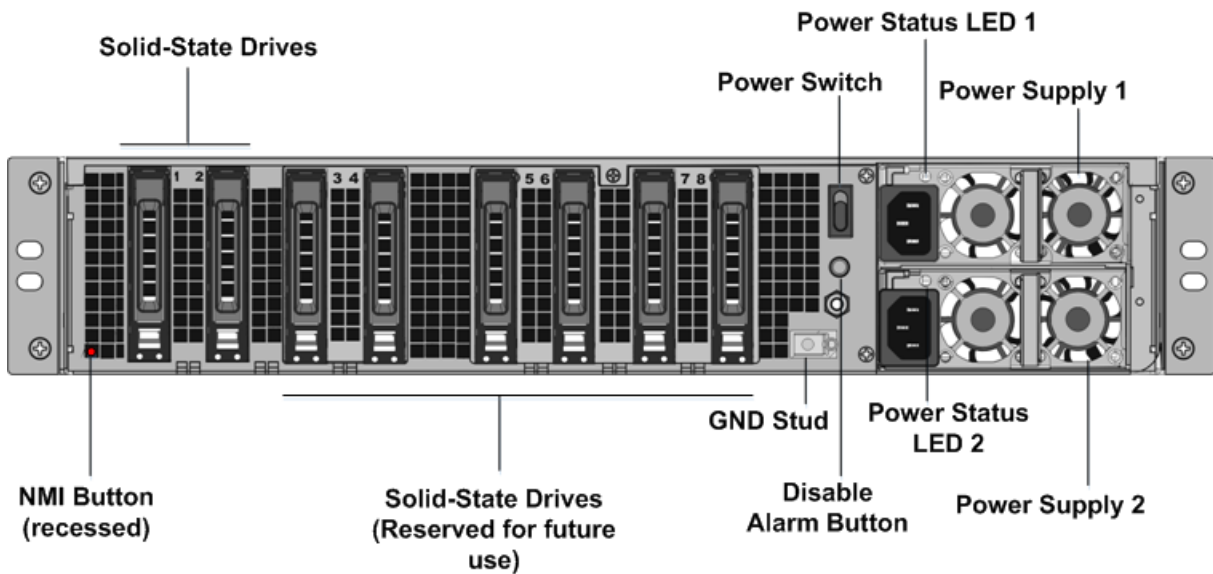 Power Status LED 1
Solid-State Drives
Power Switch
Power Supply 1
1 2
3 4
5 6
7 8
GND Stud
Power Status
LED 2
NMI Button
(recessed)
Solid-State Drives
(Reserved for future
use)
Disable
Alarm Button
Power Supply 2